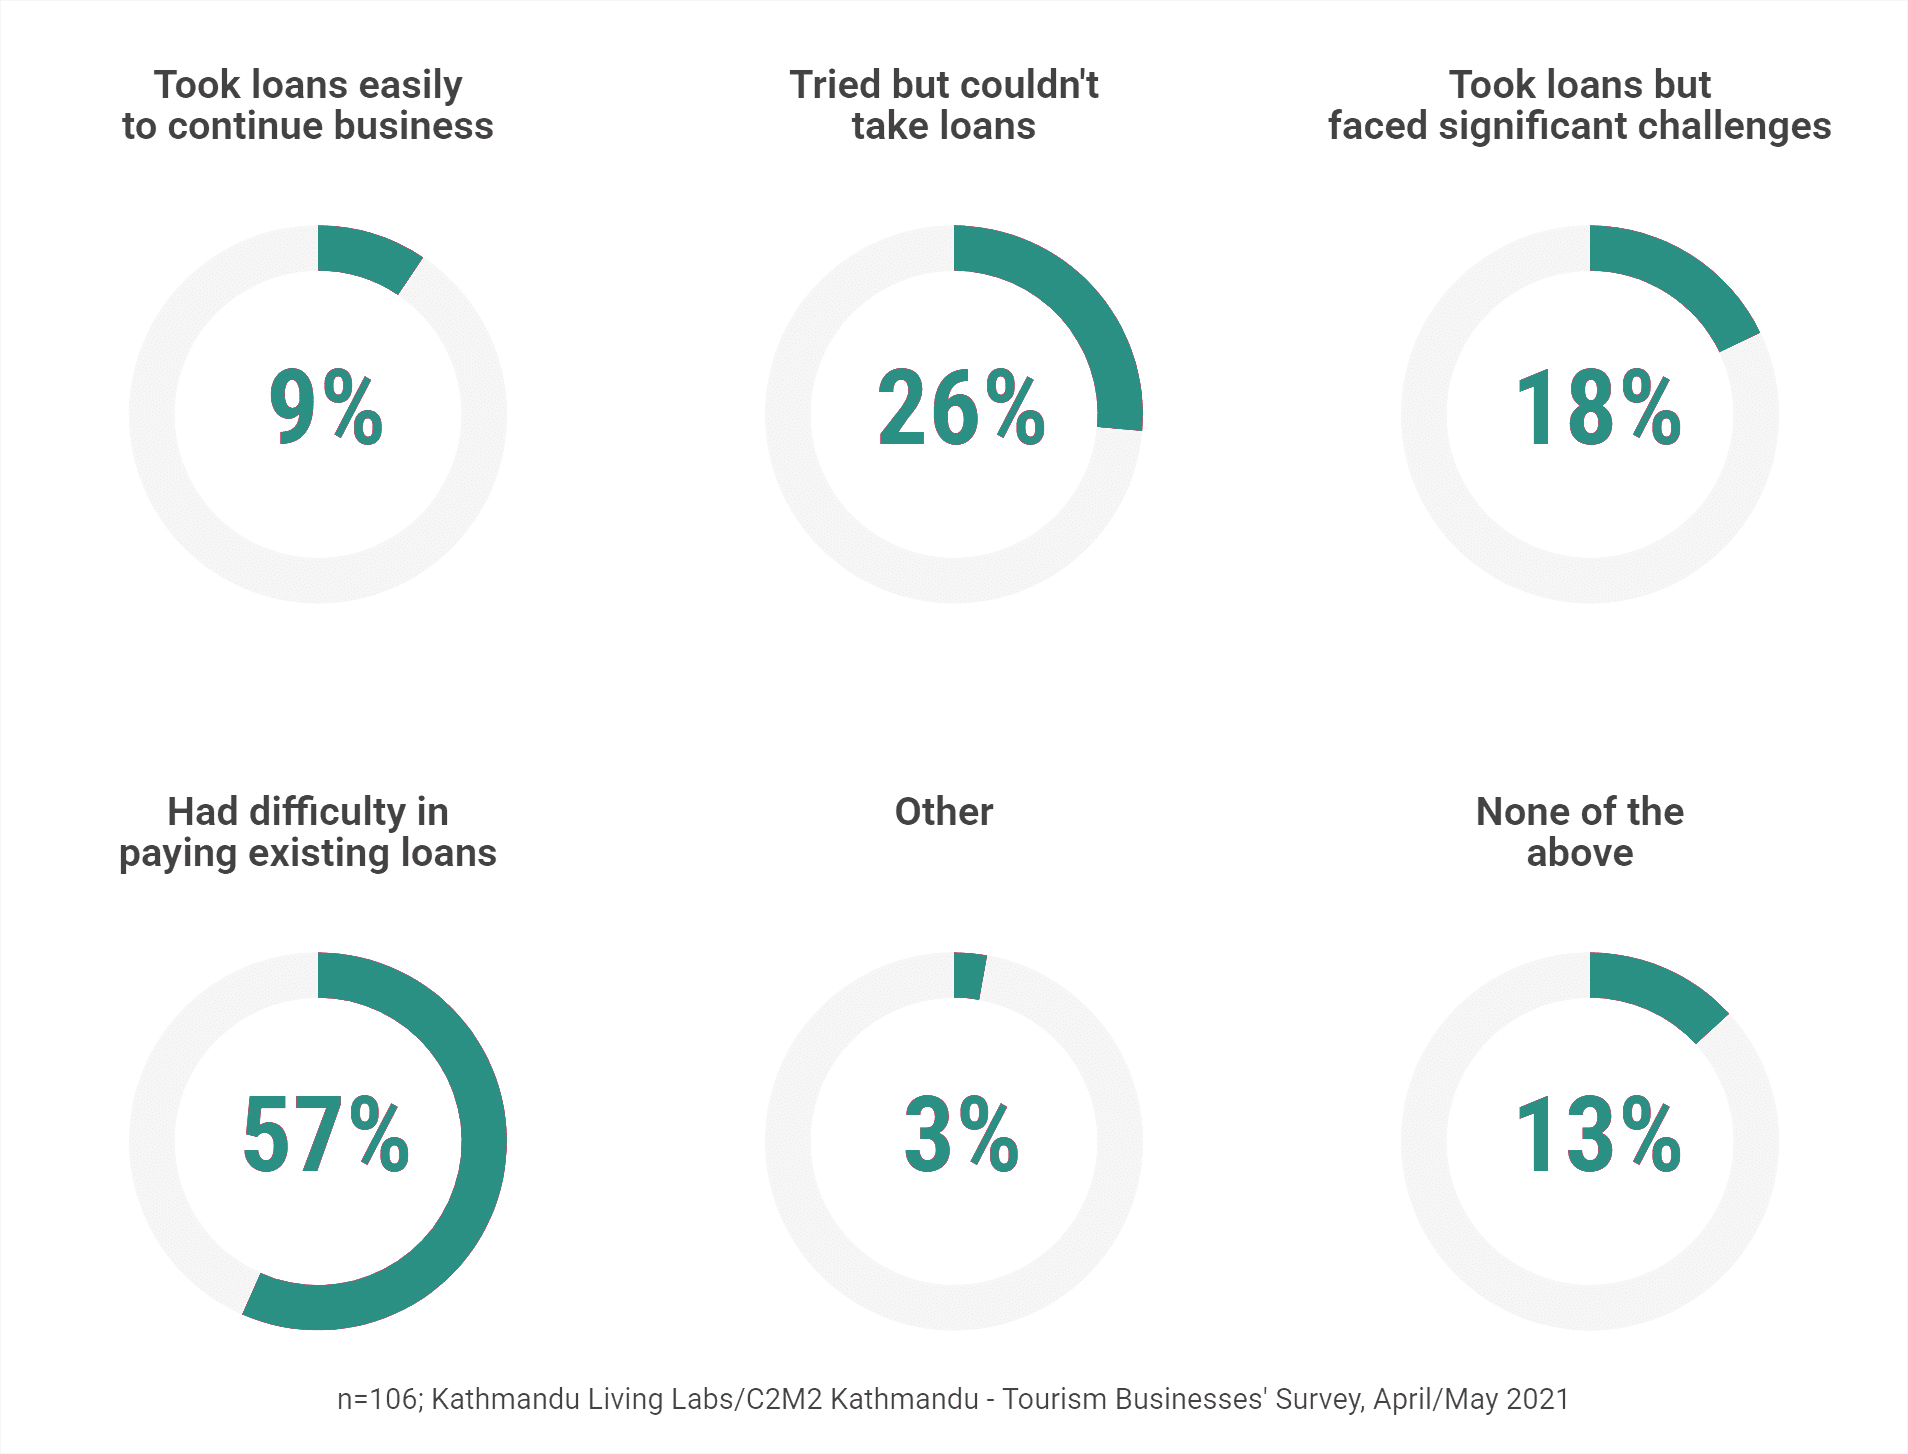 Took loans easily
to continue business
9%
Tried but couldn't
take loans
26%
Took loans but
faced significant challenges
18%
Had difficulty in
paying existing loans
57%
Other
3%
None of the
above
13%
n=106; Kathmandu Living Labs/C2M2 Kathmandu - Tourism Businesses' Survey, April/May 2021